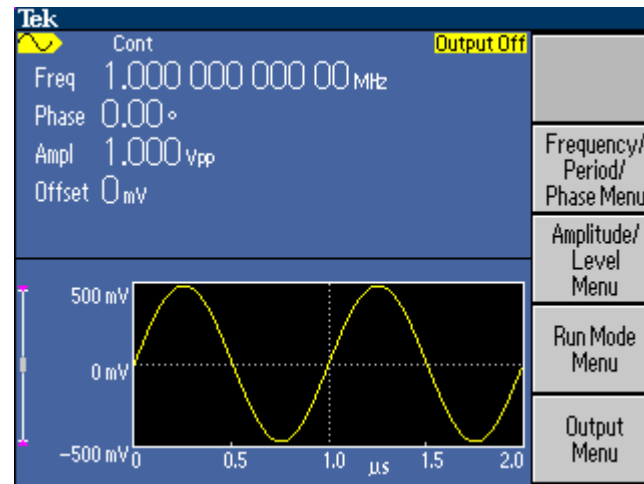 Tek
Cont
Output Off
Freq 1.000 000 000 00 MHz
Phase 0.00 °
Ampl 1.000 Vpp
Offset 0 mV
Frequency/
Period/
Phase Menu
Amplitude/
Level
Menu
Run Mode
Menu
Output
Menu
500 mV
0 mV
-500 mV
0 0.5 1.0 µs 1.5 2.0